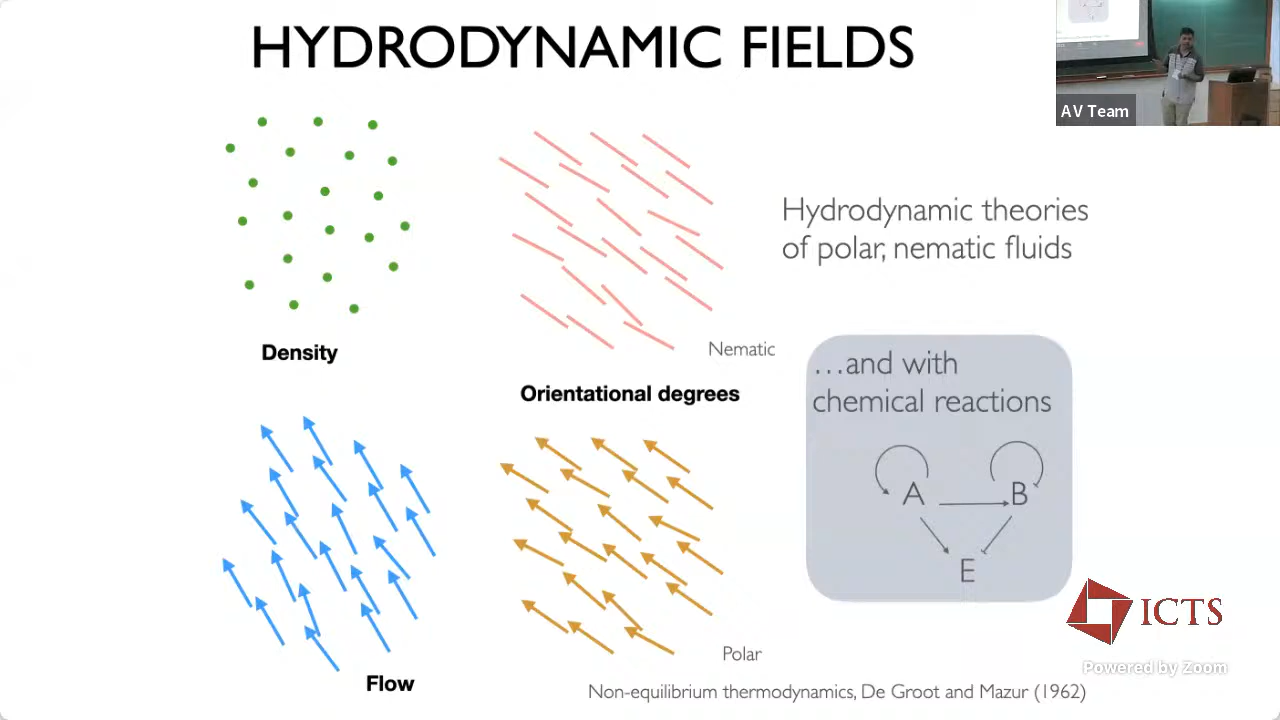 HYDRODYNAMIC FIELDS
AV Team
Hydrodynamic theories
of polar, nematic fluids
Density
Nematic
Orientational degrees
…and with
chemical reactions
A
B
E
Flow
Polar
ICTS
Powered by Zoom
Non-equilibrium thermodynamics, De Groot and Mazur (1962)